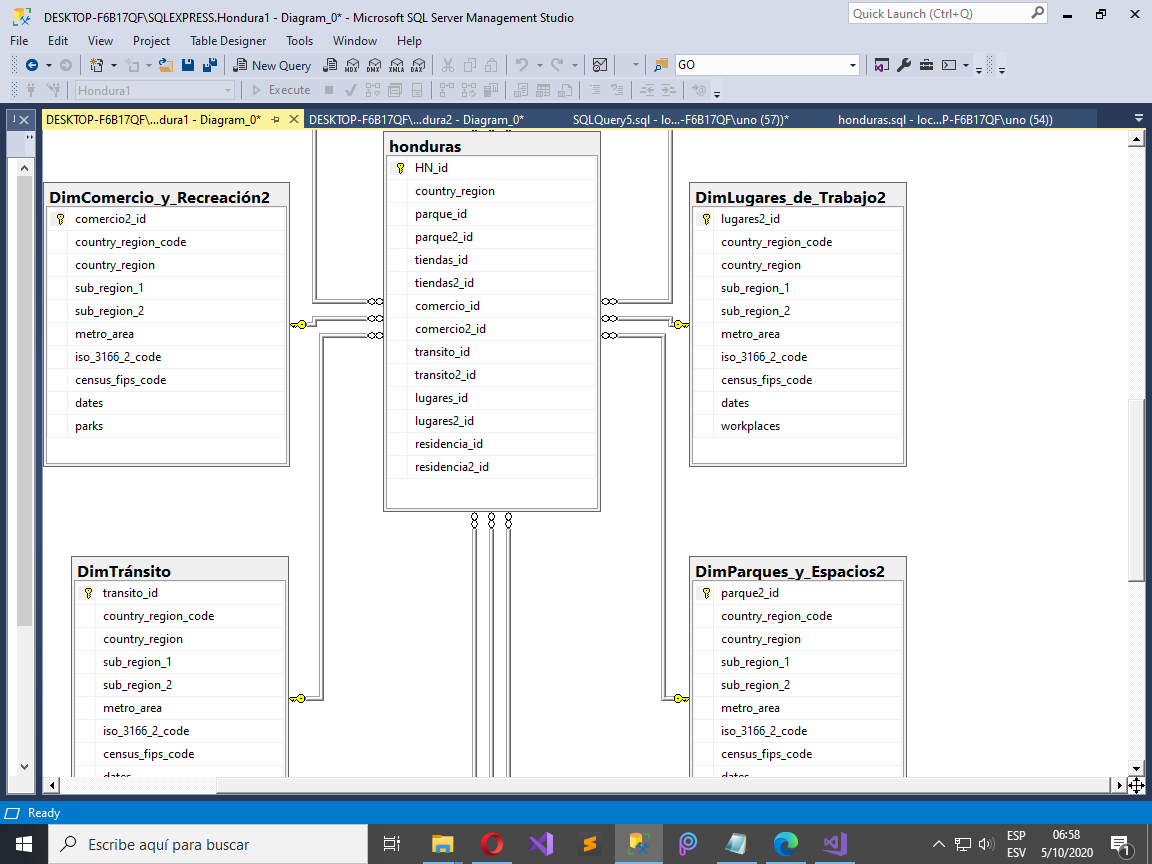 DESKTOP-F6B17QF\SQLEXPRESS.Hondura1 - Diagram_0* - Microsoft SQL Server Management Studio
Quick Launch (Ctrl+Q)
File Edit View Project Table Designer Tools Window Help
New Query MDX DMX XMLA DAX GO
Hondura1 Execute
DESKTOP-F6B17QF\...dura1 - Diagram_0* DESKTOP-F6B17QF\...dura2 - Diagram_0* SQLQuery5.sql - lo...-F6B17QF\uno (57))* honduras.sql - loc...P-F6B17QF\uno (54))
honduras
HN_id
country_region
parque_id
parque2_id
tiendas_id
tiendas2_id
comercio_id
comercio2_id
transito_id
transito2_id
lugares_id
lugares2_id
residencia_id
residencia2_id
DimComercio_y_Recreación2
comercio2_id
country_region_code
country_region
sub_region_1
sub_region_2
metro_area
iso_3166_2_code
census_fips_code
dates
parks
DimLugares_de_Trabajo2
lugares2_id
country_region_code
country_region
sub_region_1
sub_region_2
metro_area
iso_3166_2_code
census_fips_code
dates
workplaces
DimTránsito
transito_id
country_region_code
country_region
sub_region_1
sub_region_2
metro_area
iso_3166_2_code
census_fips_code
dates
DimParques_y_Espacios2
parque2_id
country_region_code
country_region
sub_region_1
sub_region_2
metro_area
iso_3166_2_code
census_fips_code
dates
Ready
Escribe aquí para buscar
ESP
ESV
06:58
5/10/2020
1